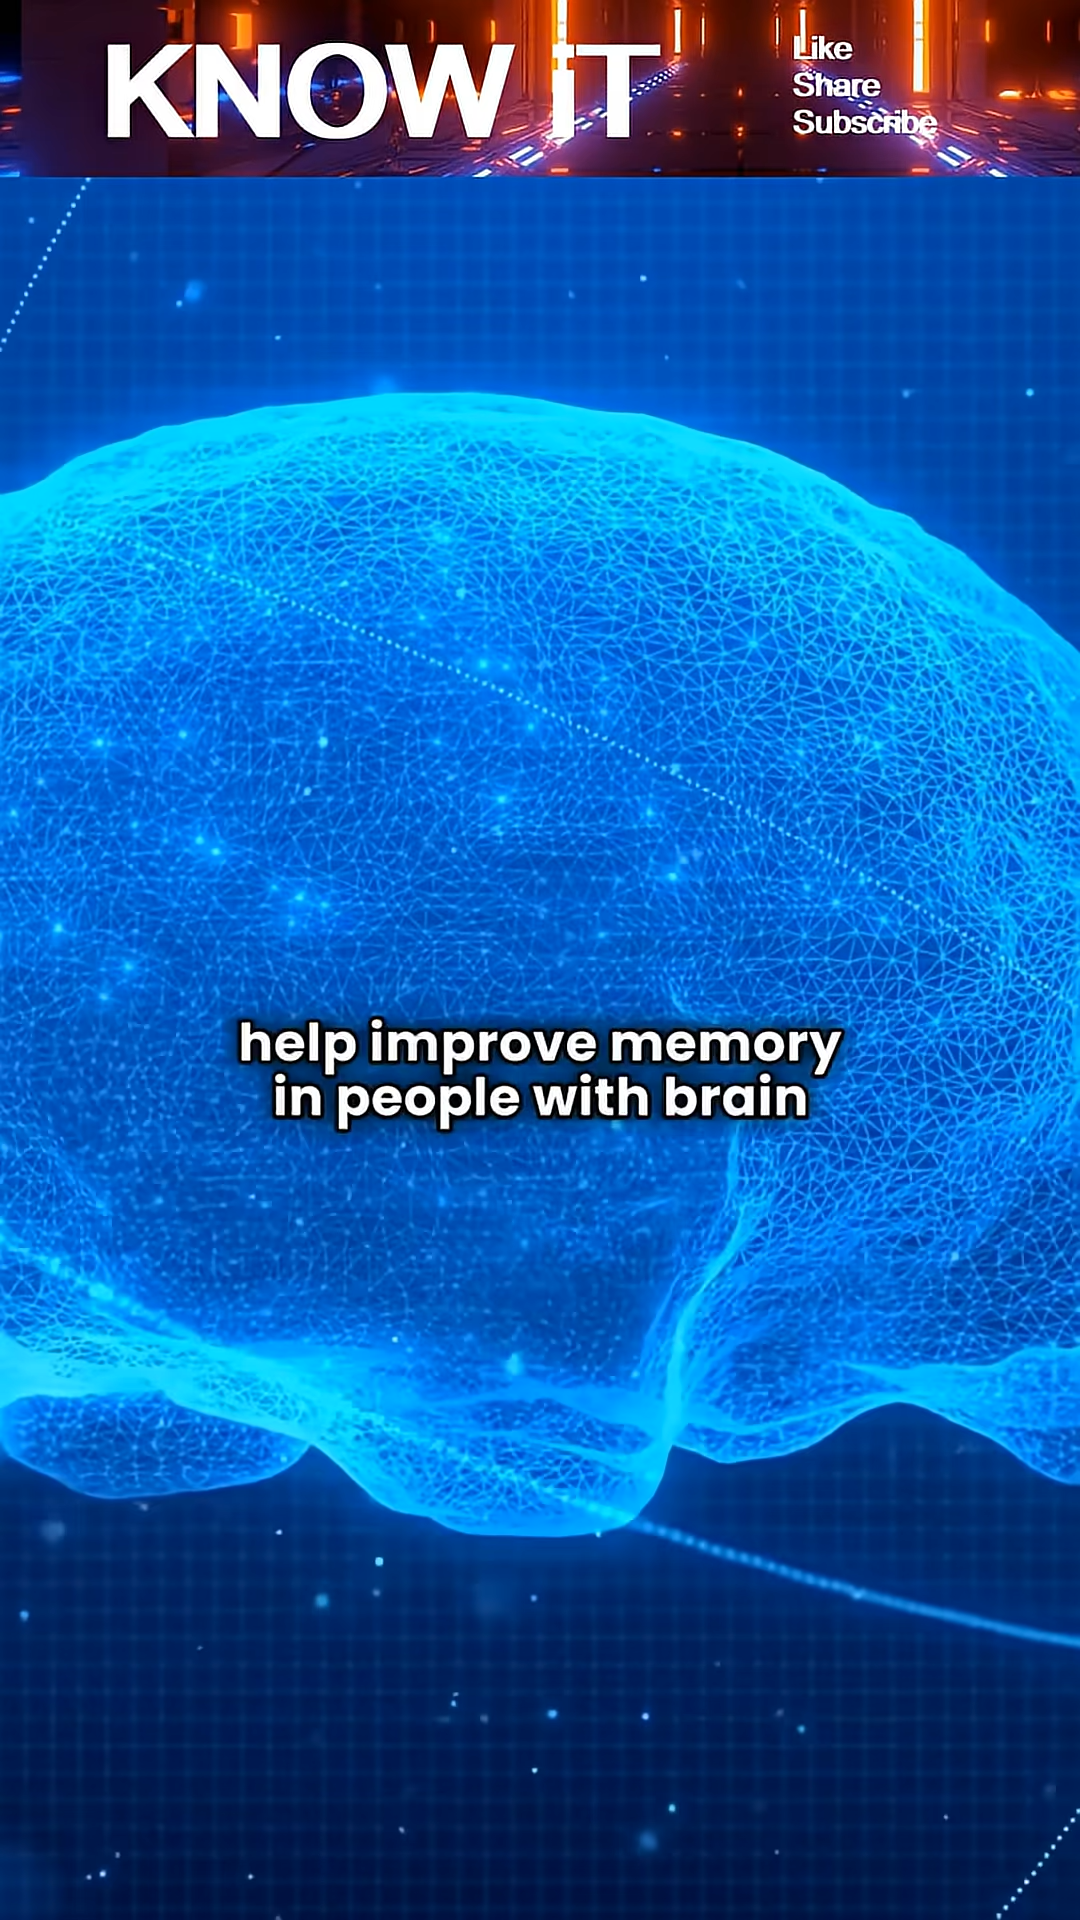 KNOW iT
Like
Share
Subscribe
help improve memory
in people with brain